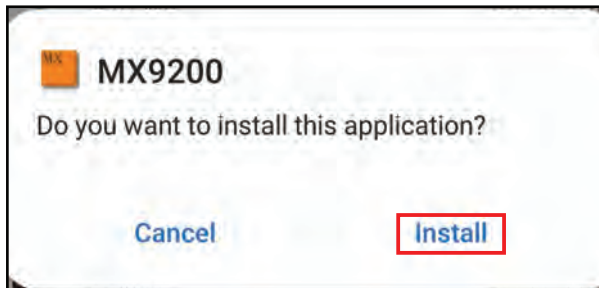 MX
MX9200
Do you want to install this application?
Cancel
Install